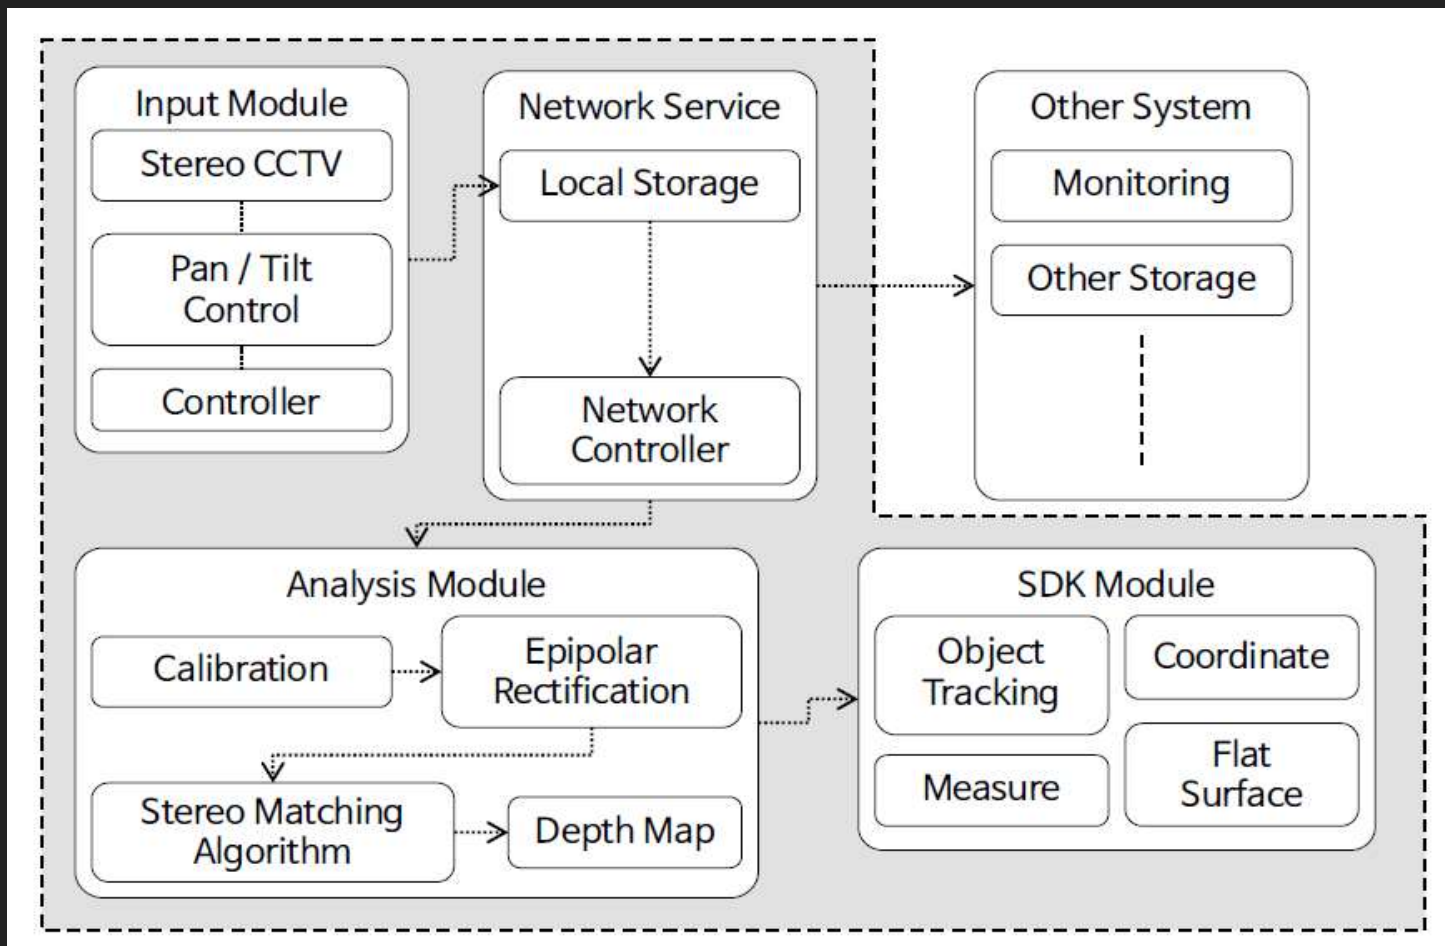 Input Module
Stereo CCTV
Pan / Tilt
Control
Controller
Network Service
Local Storage
Network
Controller
Other System
Monitoring
Other Storage
Analysis Module
Calibration
Epipolar
Rectification
Stereo Matching
Algorithm
Depth Map
SDK Module
Object
Tracking
Coordinate
Measure
Flat
Surface